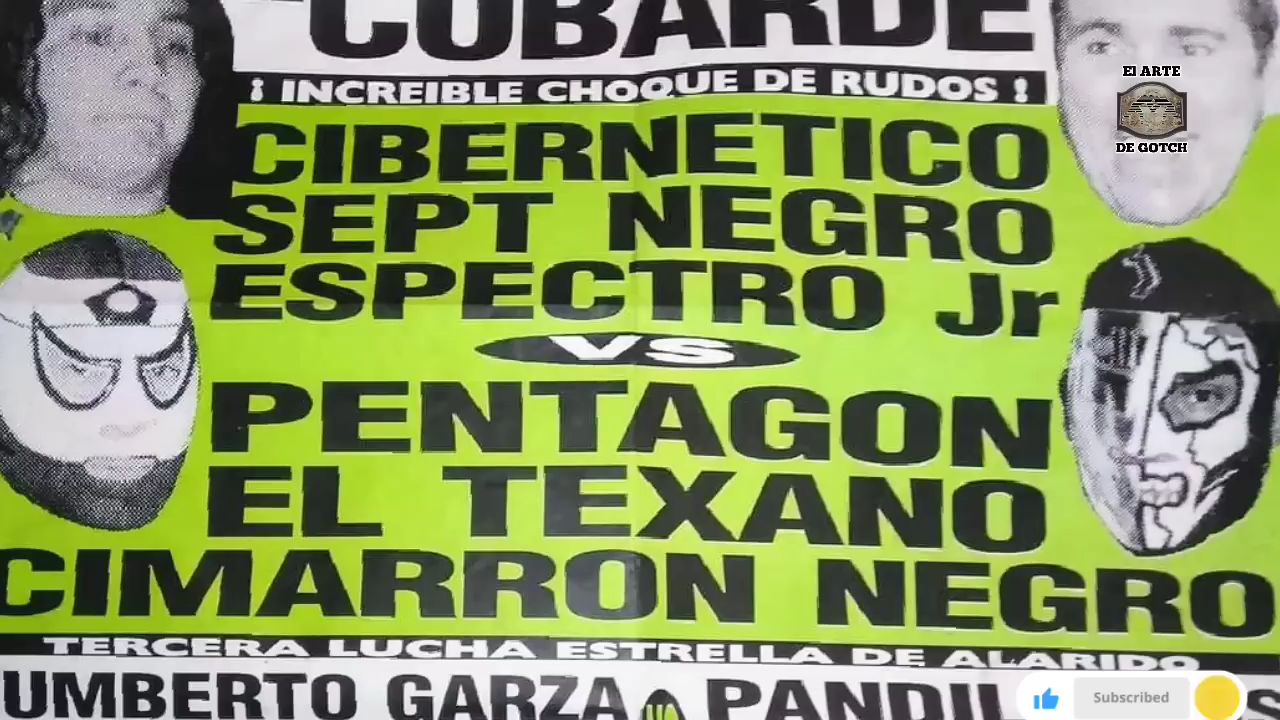 COBARDE
El ARTE
DE GOTCH
¡ INCREIBLE CHOQUE DE RUDOS !
CIBERNETICO
SEPT NEGRO
ESPECTRO Jr
VS
PENTAGON
EL TEXANO
CIMARRON NEGRO
TERCERA LUCHA ESTRELLA DE ALARIDO
UMBERTO GARZA
Subscribed